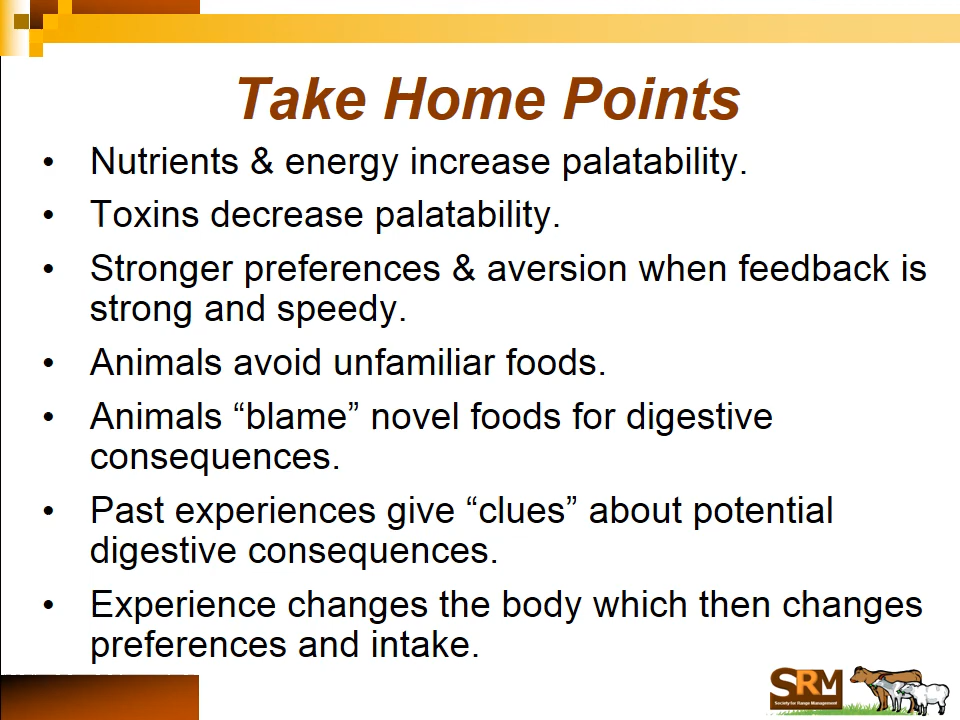 Take Home Points
• Nutrients & energy increase palatability.
• Toxins decrease palatability.
• Stronger preferences & aversion when feedback is
strong and speedy.
• Animals avoid unfamiliar foods.
• Animals “blame” novel foods for digestive
consequences.
• Past experiences give “clues” about potential
digestive consequences.
• Experience changes the body which then changes
preferences and intake.
SRM
Society for Range Management